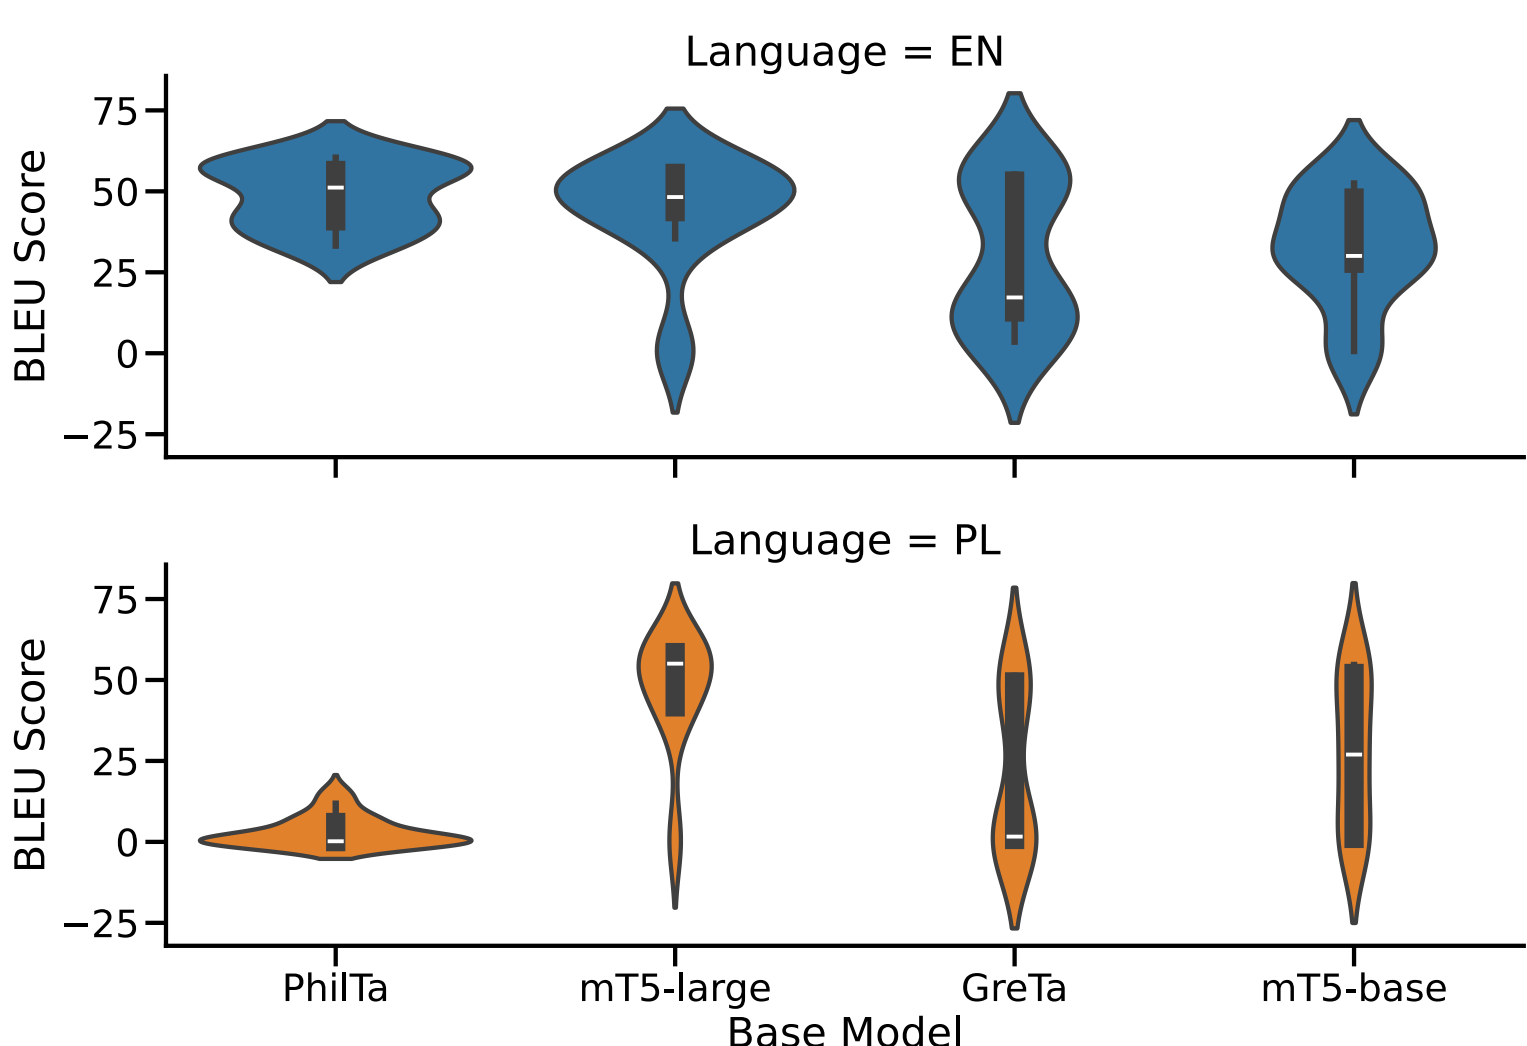 Language = EN
BLEU Score
75
50
25
0
−25
Language = PL
BLEU Score
75
50
25
0
−25
PhilTa mT5-large GreTa mT5-base
Base Model